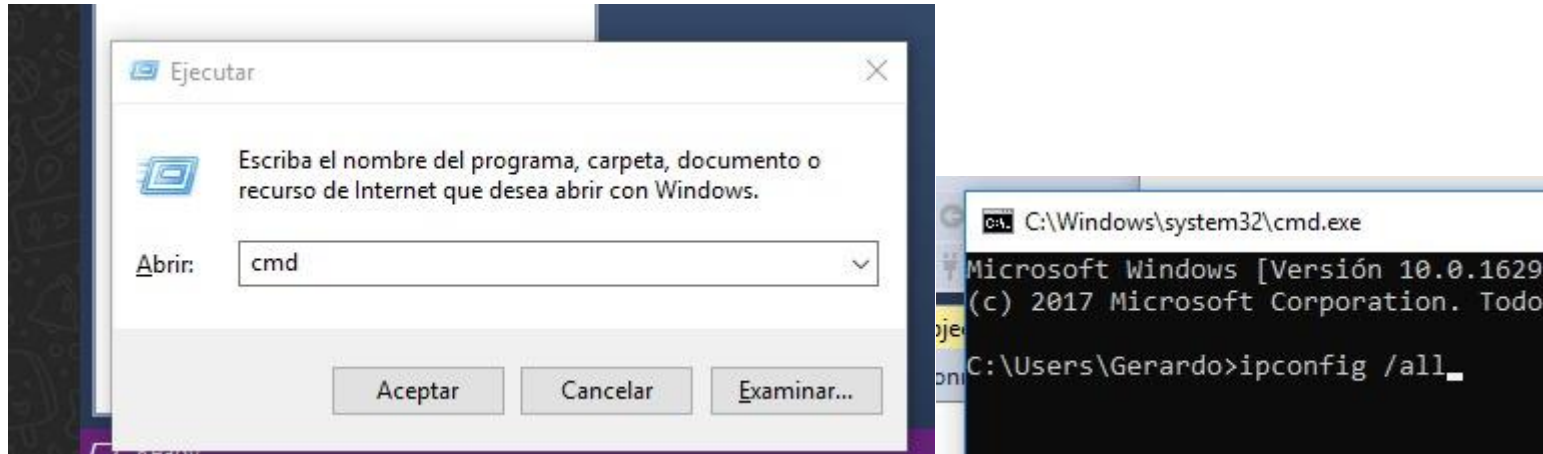 Ejecutar
Escriba el nombre del programa, carpeta, documento o
recurso de Internet que desea abrir con Windows.
Abrir:
cmd
Aceptar
Cancelar
Examinar...
C:\Windows\system32\cmd.exe
Microsoft Windows [Versión 10.0.1629
(c) 2017 Microsoft Corporation. Todo
C:\Users\Gerardo>ipconfig /all